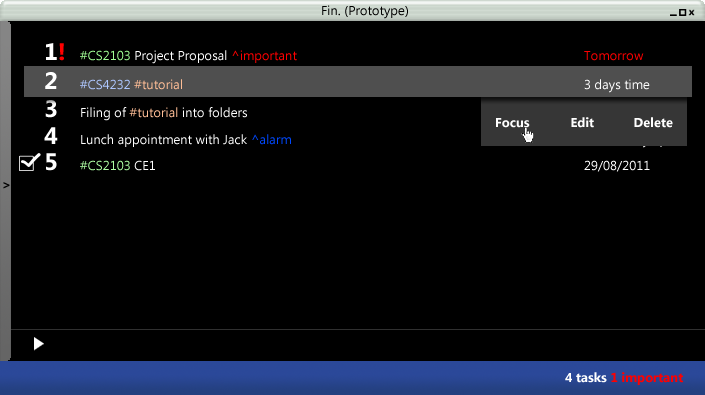 Fin. (Prototype)
1! #CS2103 Project Proposal ^important Tomorrow
2 #CS4232 #tutorial 3 days time
3 Filing of #tutorial into folders
Focus Edit Delete
4 Lunch appointment with Jack ^alarm
5 #CS2103 CE1 29/08/2011
>
4 tasks 1 important